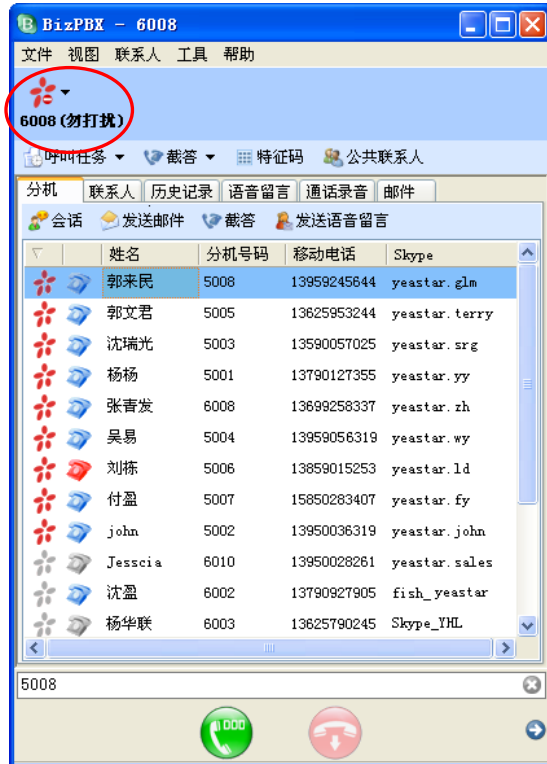 BizPBX - 6008
文件 视图 联系人 工具 帮助
6008(勿打扰)
呼叫任务 截答 特征码 公共联系人
分机 联系人 历史记录 语音留言 通话录音 邮件
会话 发送邮件 截答 发送语音留言
姓名 分机号码 移动电话 Skype
郭来民 5008 13959245644 yeastar.glm
郭文君 5005 13625953244 yeastar.terry
沈瑞光 5003 13590057025 yeastar.srg
杨杨 5001 13790127355 yeastar.yy
张青发 6008 13699258337 yeastar.zh
吴易 5004 13959056319 yeastar.wy
刘栋 5006 13859015253 yeastar.ld
付盈 5007 15850283407 yeastar.fy
john 5002 13950036319 yeastar.john
Jesscia 6010 13950028261 yeastar.sales
沈盈 6002 13790927905 fish_yeastar
杨华联 6003 13625790245 Skype_YHL
5008